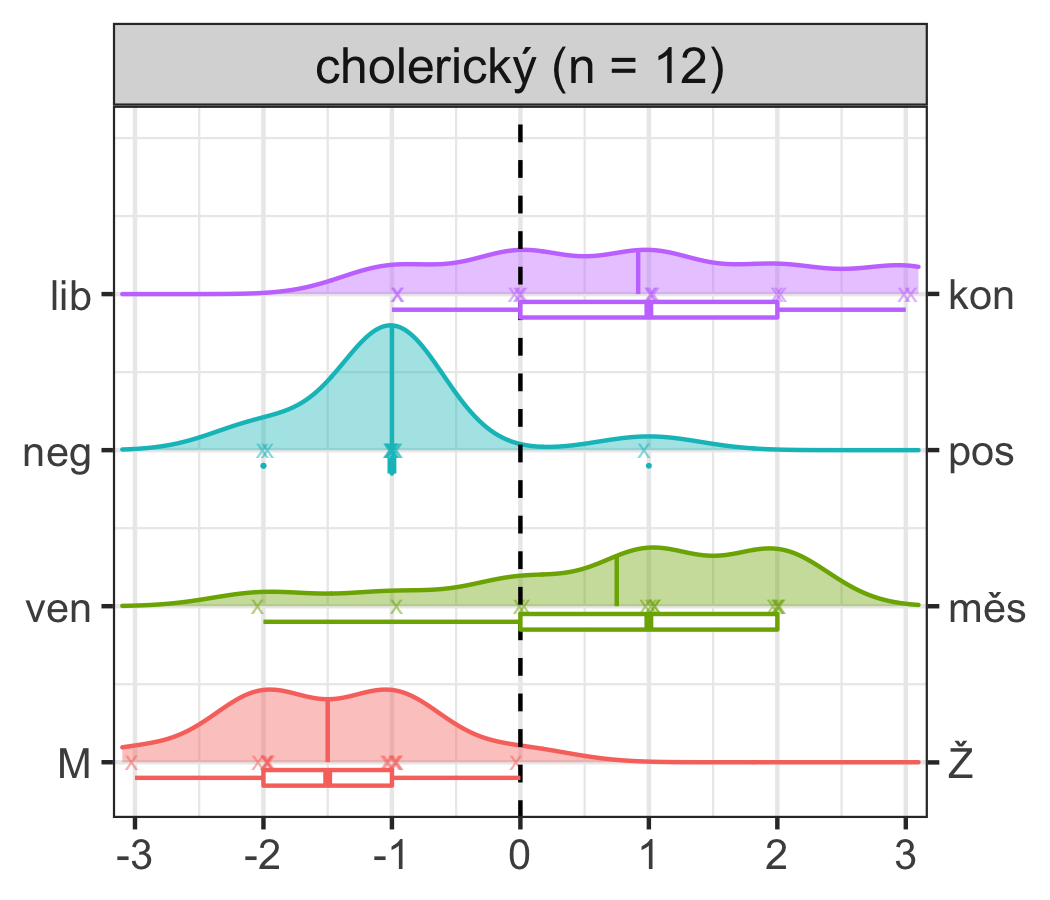 cholerický (n = 12)
lib kon
neg pos
ven měs
M Ž
-3 -2 -1 0 1 2 3